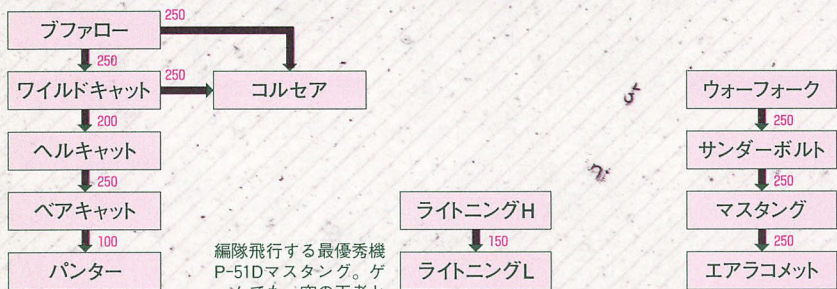 ブファロー
250
250
ワイルドキャット
250
コルセア
200
ヘルキャット
250
ベアキャット
100
パンター
編隊飛行する最優秀機
P-51Dマスタング。ゲ
ライトニングH
150
ライトニングL
ウォーフォーク
250
サンダーボルト
250
マスタング
250
エアラコメット